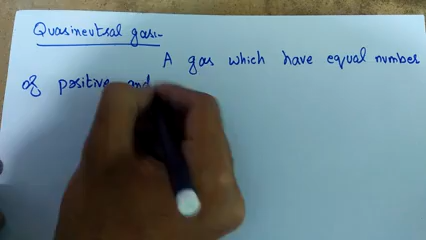 Quasineutral gas:-
A gas which have equal number
of positive and